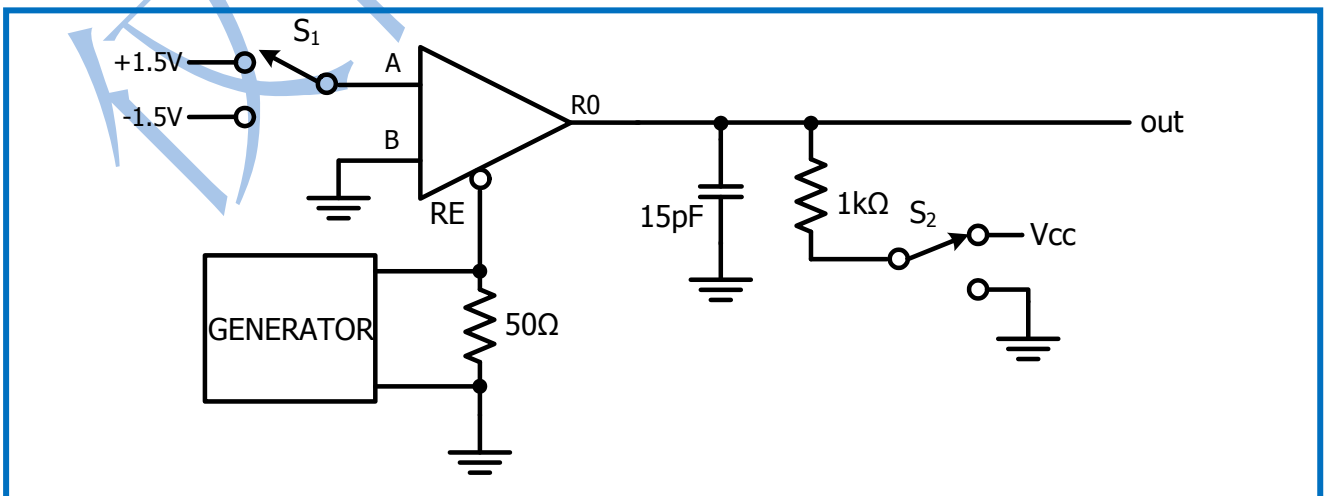 S₁
+1.5V
-1.5V
A
B
R0
RE
out
15pF
1kΩ
S₂
Vcc
GENERATOR
50Ω